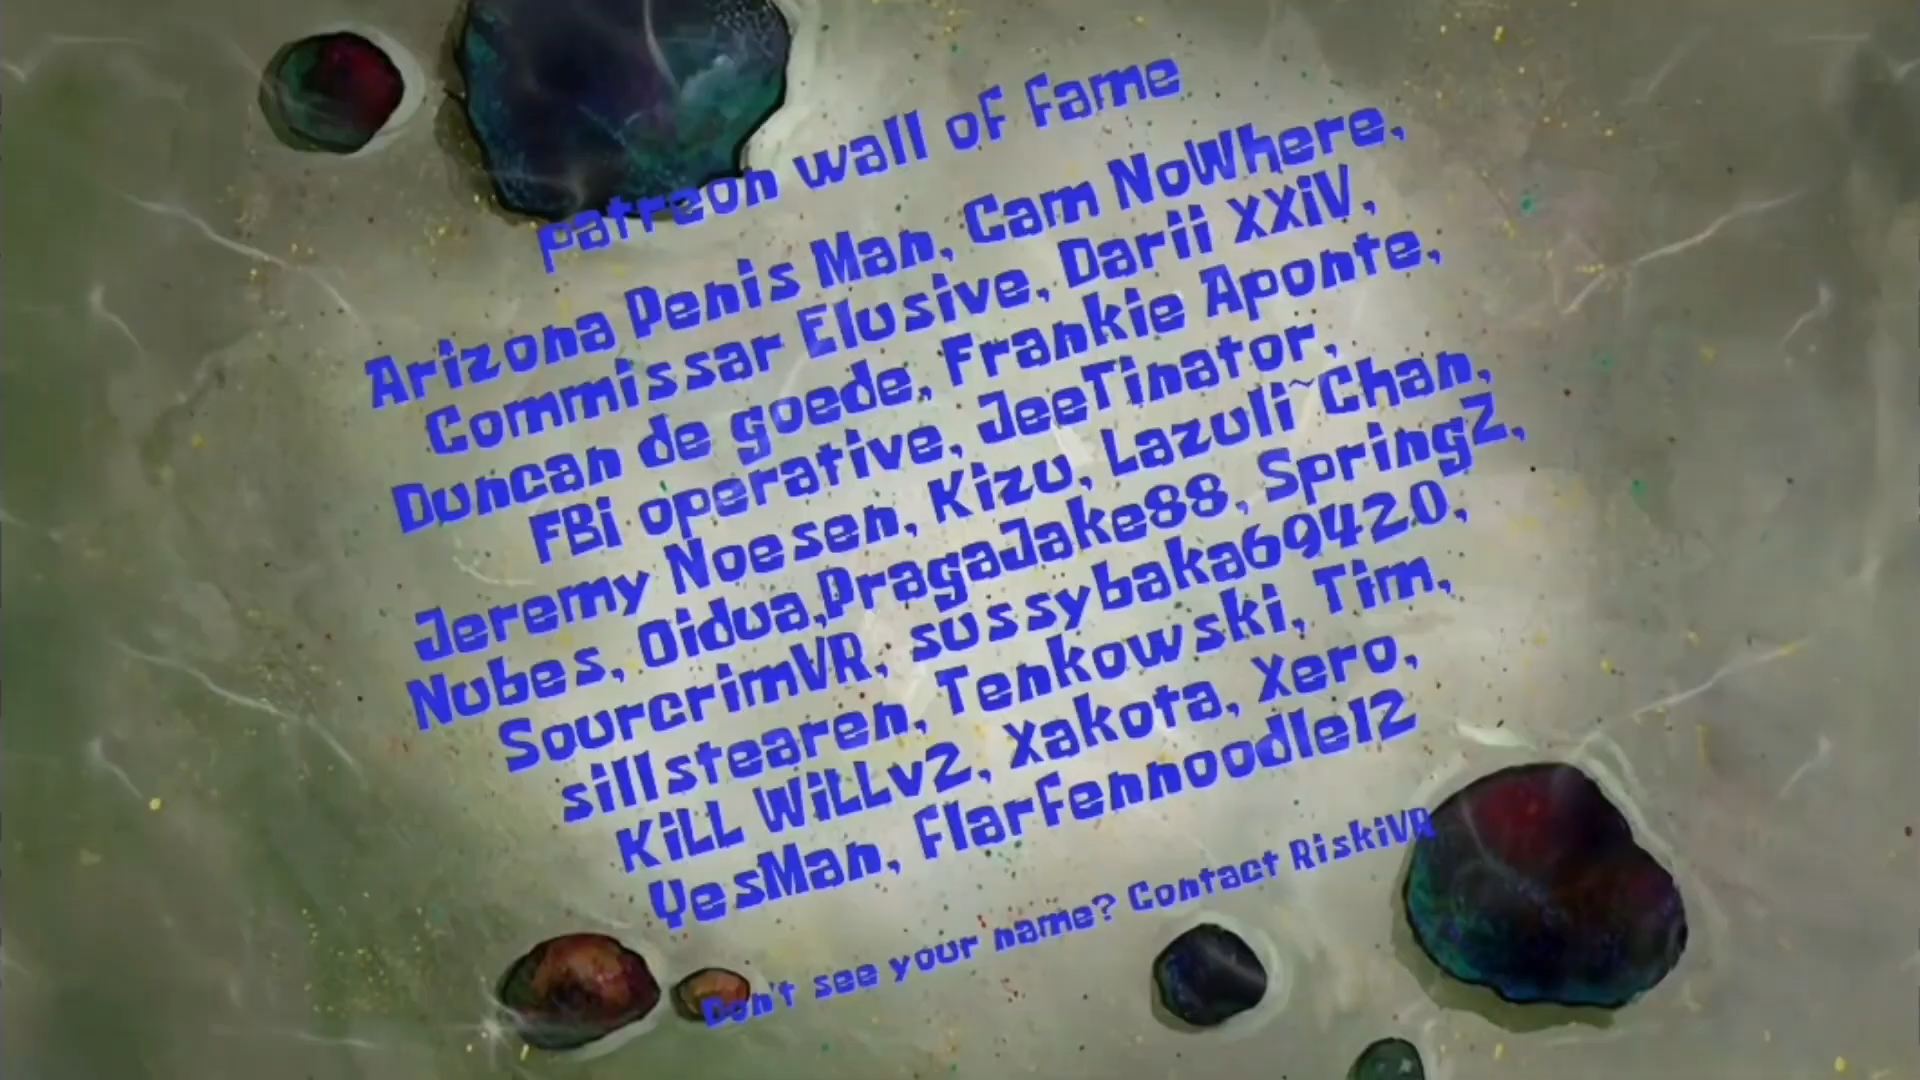 patreon wall of fame
Arizona Penis Man, Cam NoWhere,
Commissar Elusive, Darii XXiV,
Duncan de goede, Frankie Aponte,
FBi operative, JeeTinator,
Jeremy Noesen, Kizu, Lazuli~Chan,
Nubes, Oidua,PragaJake88, SpringZ,
SourcrimVR, sussybaka69420,
sillstearen, Tenkowski, Tim,
KiLL WiLLv2, Xakota, Xero,
YesMan, Flarfennoodle12
Don't see your name? Contact RiskiVR